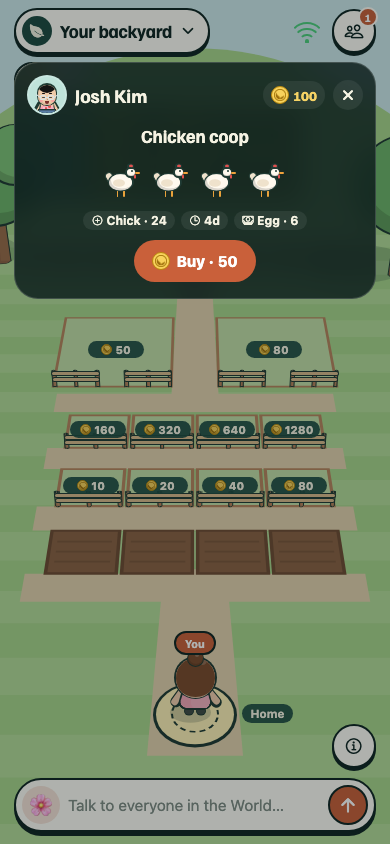 Your backyard
1
Josh Kim
100
Chicken coop
Chick · 24
4d
Egg · 6
Buy · 50
50
80
160
320
640
1280
10
20
40
80
You
Home
Talk to everyone in the World...